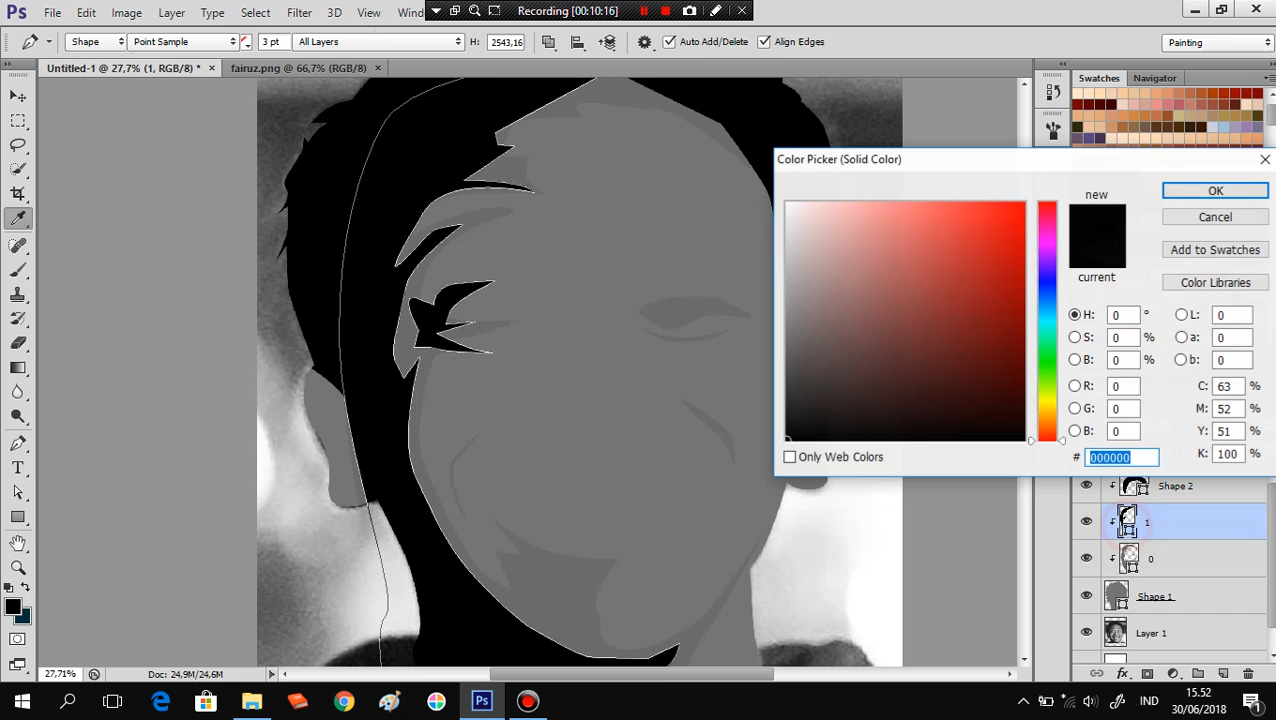 Ps File Edit Image Layer Type Select Filter 3D View Win
Recording [00:10:16]
Shape Point Sample 3 pt All Layers H: 2543,16 Auto Add/Delete Align Edges Painting
Untitled-1 @ 27,7% (1, RGB/8) * × fairuz.png @ 66,7% (RGB/8) ×
Swatches Navigator
Color Picker (Solid Color)
new
current
OK
Cancel
Add to Swatches
Color Libraries
H: 0 ° L: 0
S: 0 % a: 0
B: 0 % b: 0
R: 0 C: 63 %
G: 0 M: 52 %
B: 0 Y: 51 %
# 000000 K: 100 %
Only Web Colors
Shape 2
1
0
Shape 1
Layer 1
27,71% Doc: 24,9M/24,6M
fx
Ps
IND
15.52
30/06/2018
1